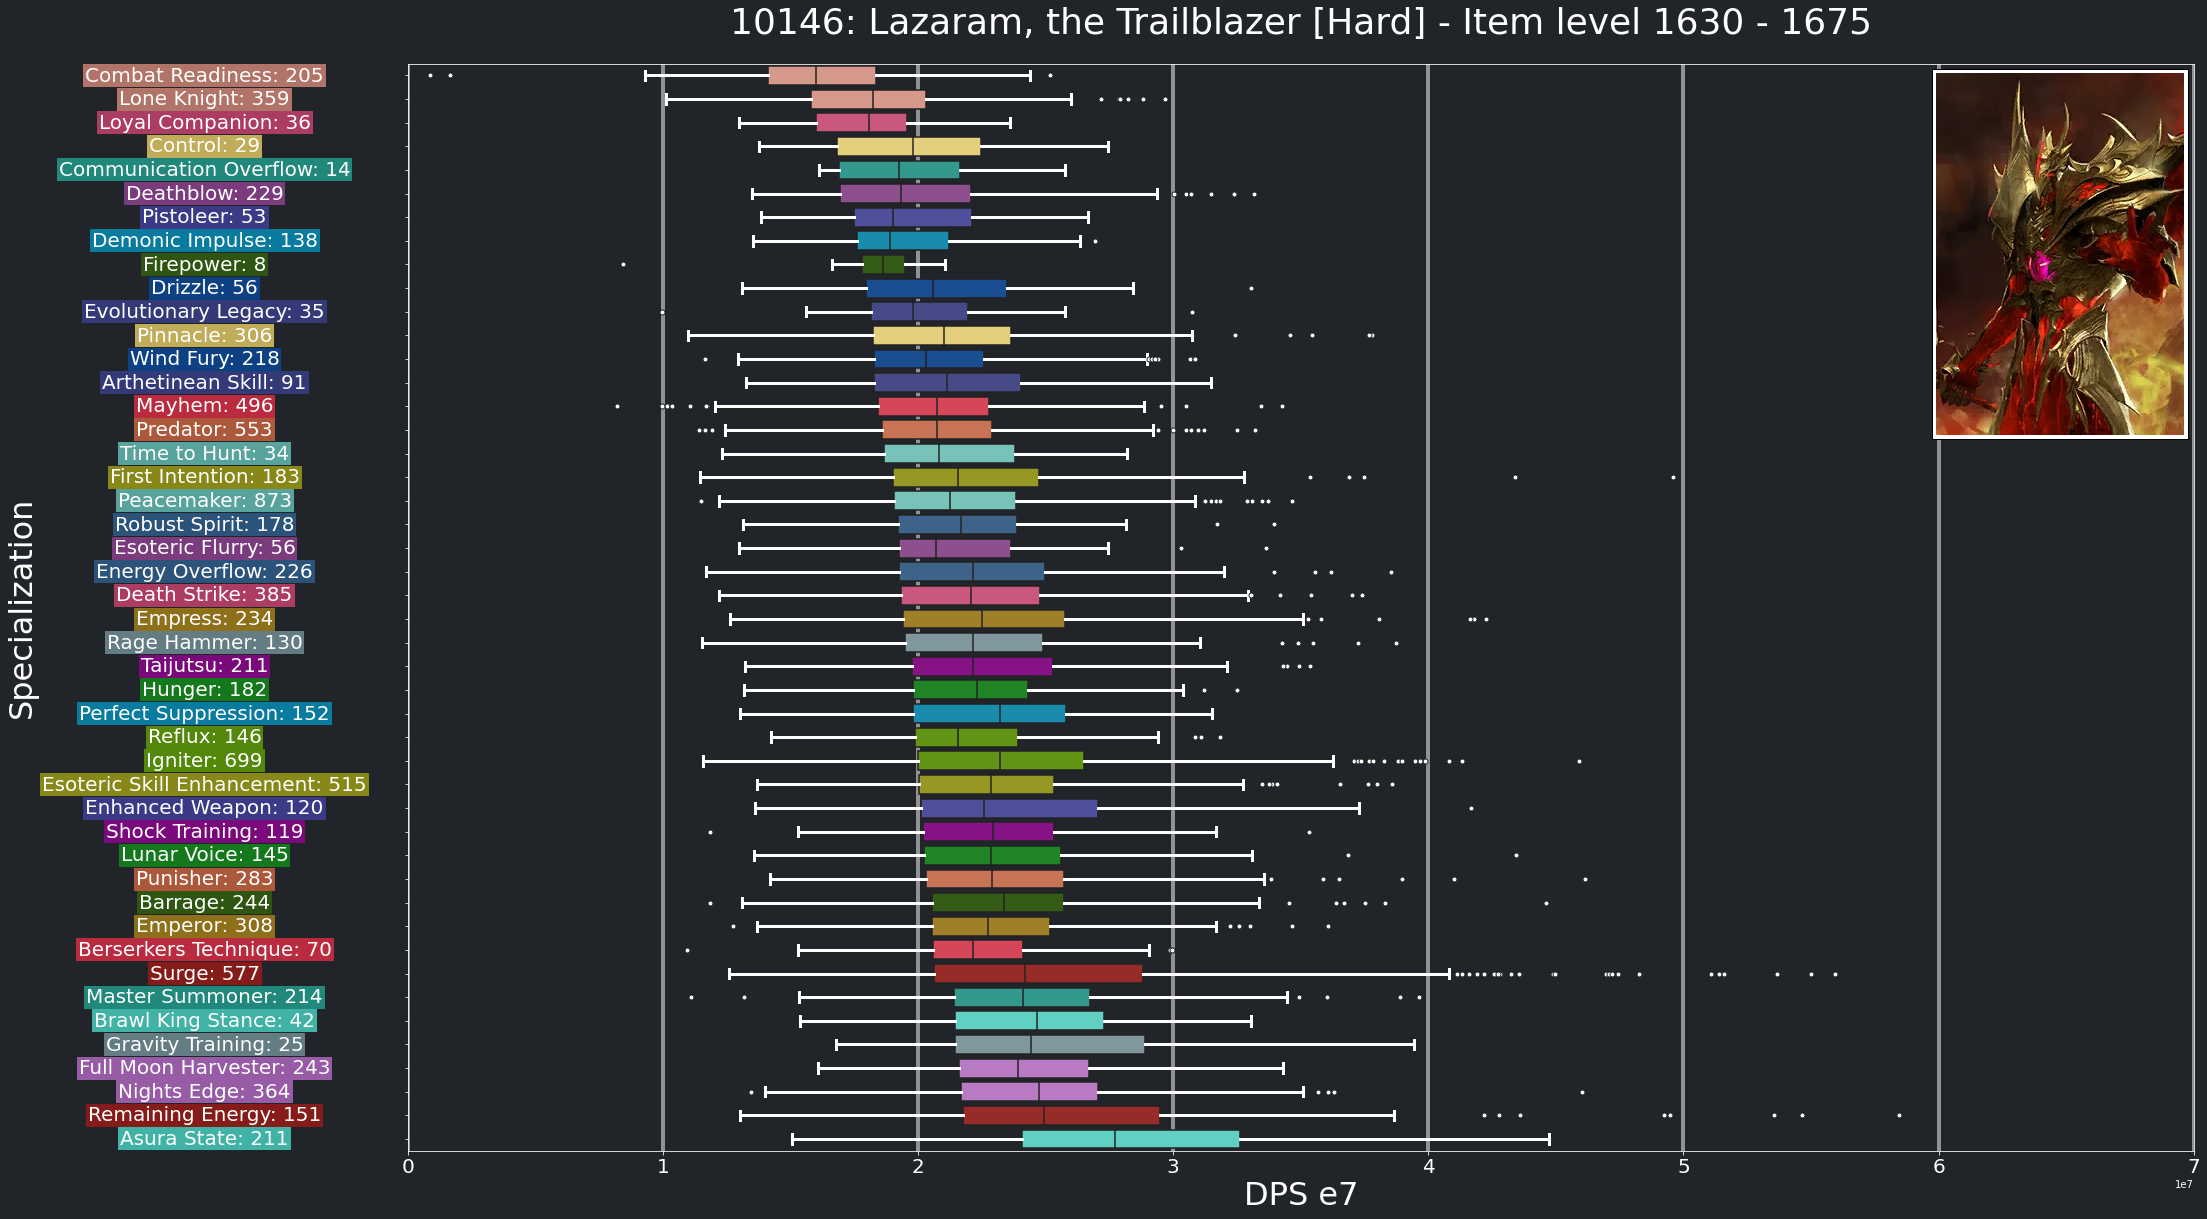 10146: Lazaram, the Trailblazer [Hard] - Item level 1630 - 1675
Specialization
Combat Readiness: 205
Lone Knight: 359
Loyal Companion: 36
Control: 29
Communication Overflow: 14
Deathblow: 229
Pistoleer: 53
Demonic Impulse: 138
Firepower: 8
Drizzle: 56
Evolutionary Legacy: 35
Pinnacle: 306
Wind Fury: 218
Arthetinean Skill: 91
Mayhem: 496
Predator: 553
Time to Hunt: 34
First Intention: 183
Peacemaker: 873
Robust Spirit: 178
Esoteric Flurry: 56
Energy Overflow: 226
Death Strike: 385
Empress: 234
Rage Hammer: 130
Taijutsu: 211
Hunger: 182
Perfect Suppression: 152
Reflux: 146
Igniter: 699
Esoteric Skill Enhancement: 515
Enhanced Weapon: 120
Shock Training: 119
Lunar Voice: 145
Punisher: 283
Barrage: 244
Emperor: 308
Berserkers Technique: 70
Surge: 577
Master Summoner: 214
Brawl King Stance: 42
Gravity Training: 25
Full Moon Harvester: 243
Nights Edge: 364
Remaining Energy: 151
Asura State: 211
0 1 2 3 4 5 6 7
1e7
DPS e7